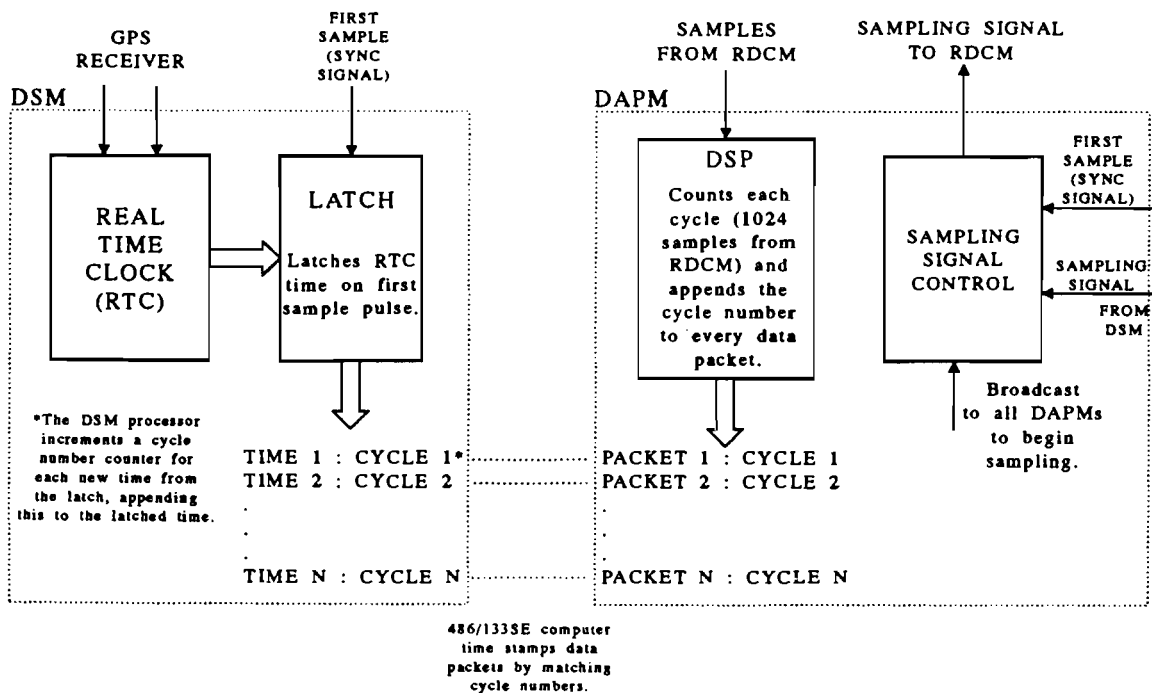 GPS
RECEIVER
FIRST
SAMPLE
(SYNC
SIGNAL)
SAMPLES
FROM RDCM
SAMPLING SIGNAL
TO RDCM
DSM
REAL
TIME
CLOCK
(RTC)
LATCH
Latches RTC
time on first
sample pulse.
*The DSM processor
increments a cycle
number counter for
each new time from
the latch, appending
this to the latched time.
TIME 1 : CYCLE 1*
TIME 2 : CYCLE 2
.
.
.
TIME N : CYCLE N
DAPM
DSP
Counts each
cycle (1024
samples from
RDCM) and
appends the
cycle number
to every data
packet.
SAMPLING
SIGNAL
CONTROL
FIRST
SAMPLE
(SYNC
SIGNAL)
SAMPLING
SIGNAL
FROM
DSM
Broadcast
to all DAPMs
to begin
sampling.
PACKET 1 : CYCLE 1
PACKET 2 : CYCLE 2
.
.
.
PACKET N : CYCLE N
486/133SE computer
time stamps data
packets by matching
cycle numbers.